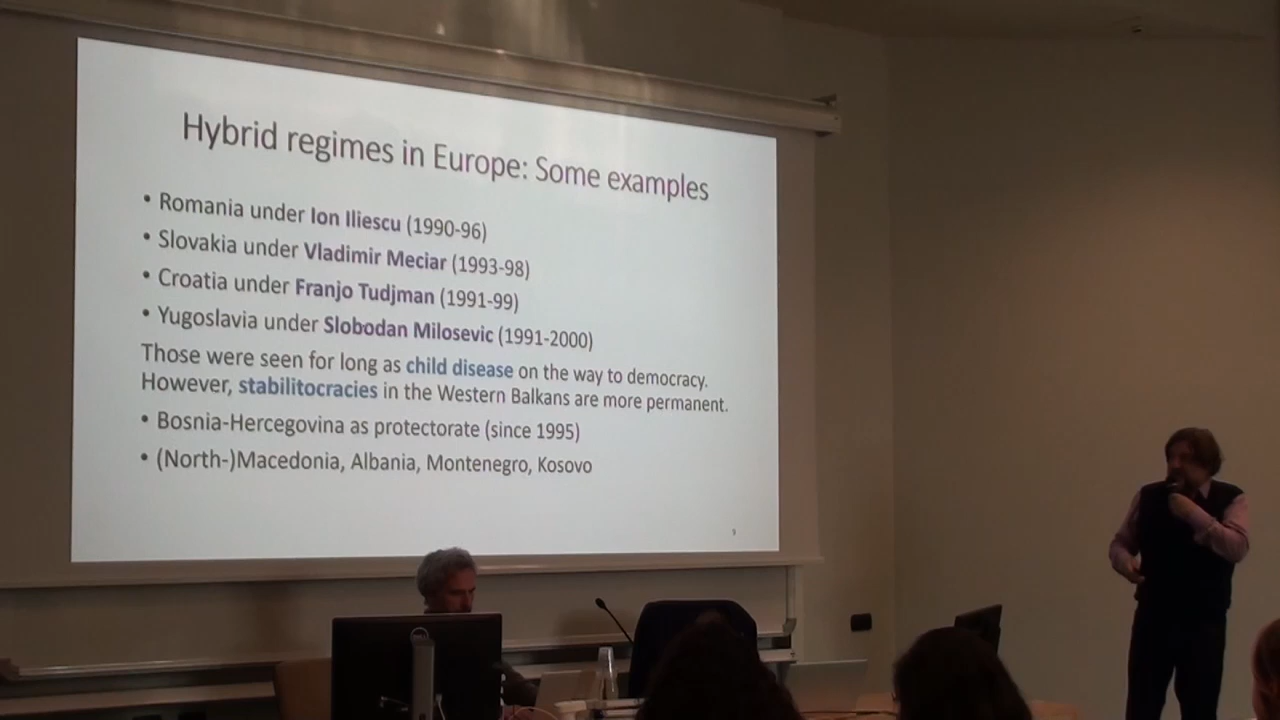 Hybrid regimes in Europe: Some examples
• Romania under Ion Iliescu (1990-96)
• Slovakia under Vladimir Meciar (1993-98)
• Croatia under Franjo Tudjman (1991-99)
• Yugoslavia under Slobodan Milosevic (1991-2000)
Those were seen for long as child disease on the way to democracy.
However, stabilitocracies in the Western Balkans are more permanent.
• Bosnia-Hercegovina as protectorate (since 1995)
• (North-)Macedonia, Albania, Montenegro, Kosovo